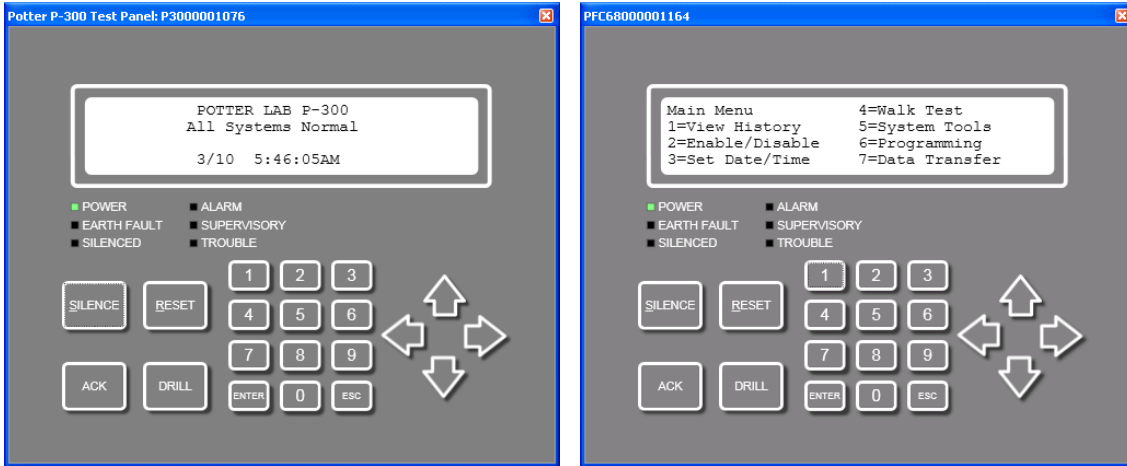 Potter P-300 Test Panel: P3000001076
POTTER LAB P-300
All Systems Normal
3/10 5:46:05AM
POWER ALARM
EARTH FAULT SUPERVISORY
SILENCED TROUBLE
SILENCE RESET
1 2 3
4 5 6
7 8 9
ACK DRILL
ENTER 0 ESC
PFC68000001164
Main Menu 4=Walk Test
1=View History 5=System Tools
2=Enable/Disable 6=Programming
3=Set Date/Time 7=Data Transfer
POWER ALARM
EARTH FAULT SUPERVISORY
SILENCED TROUBLE
SILENCE RESET
1 2 3
4 5 6
7 8 9
ACK DRILL
ENTER 0 ESC